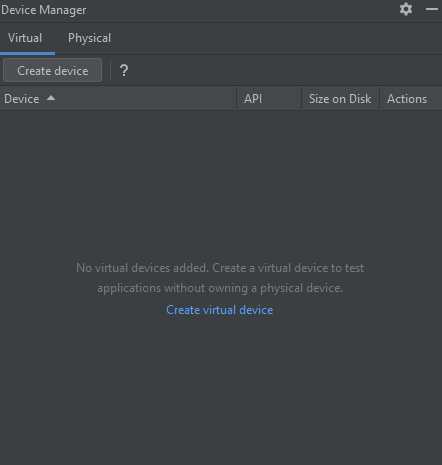 Device Manager
Virtual Physical
Create device ?
Device API Size on Disk Actions
No virtual devices added. Create a virtual device to test
applications without owning a physical device.
Create virtual device